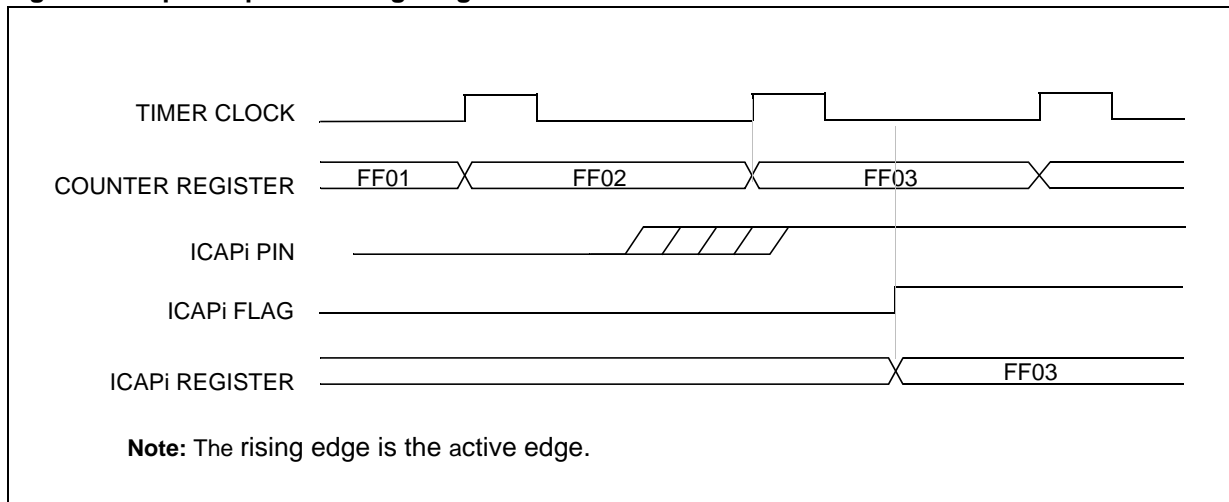 TIMER CLOCK
COUNTER REGISTER
FF01
FF02
FF03
ICAPi PIN
ICAPi FLAG
ICAPi REGISTER
FF03
Note: The rising edge is the active edge.